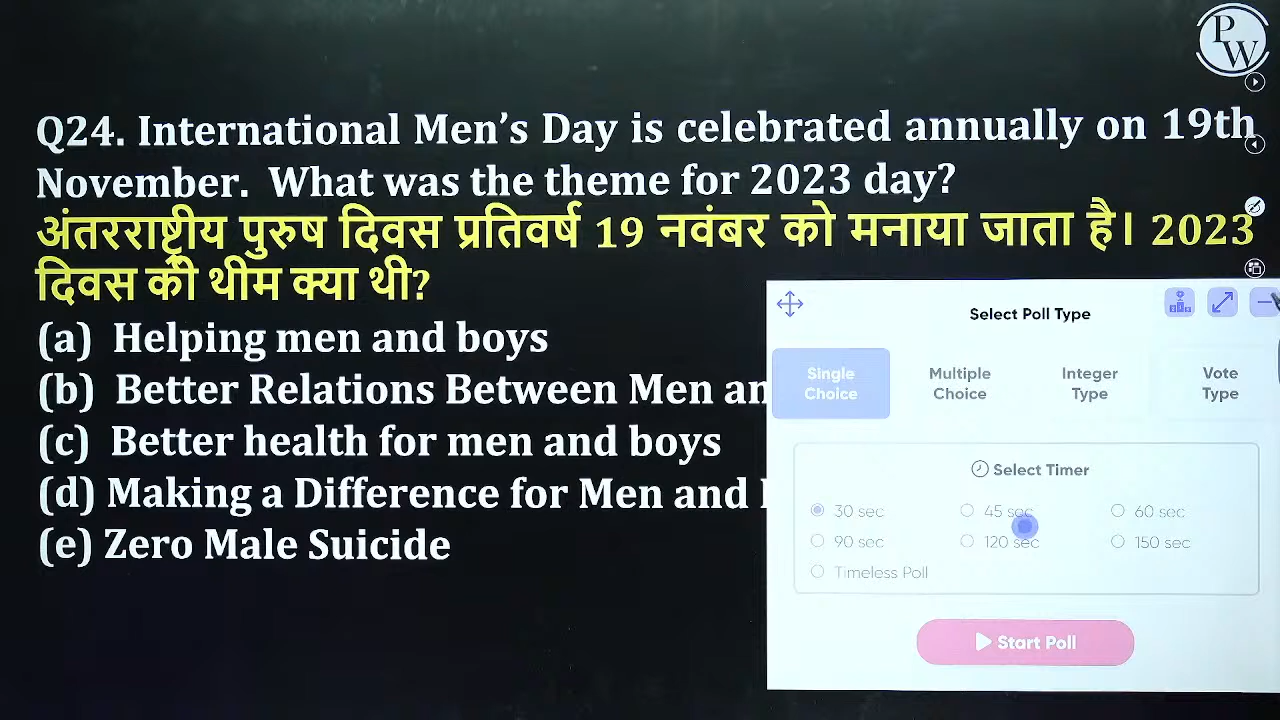 PW
Q24. International Men’s Day is celebrated annually on 19th
November. What was the theme for 2023 day?
अंतरराष्ट्रीय पुरुष दिवस प्रतिवर्ष 19 नवंबर को मनाया जाता है। 2023
दिवस की थीम क्या थी?
(a) Helping men and boys
(b) Better Relations Between Men
(c) Better health for men and boys
(d) Making a Difference for Men and
(e) Zero Male Suicide
Select Poll Type
Single Choice
Multiple Choice
Integer Type
Vote Type
Select Timer
30 sec
45 sec
60 sec
90 sec
120 sec
150 sec
Timeless Poll
Start Poll